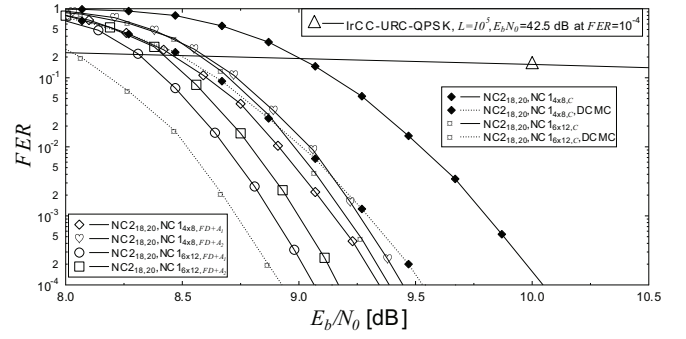 IrCC-URC-QPSK, L=10^5, E_b/N_0=42.5 dB at FER=10^-4
1
5
2
10^-1
5
2
10^-2
5
2
10^-3
5
2
10^-4
FER
NC2_18,20, NC1_4x8,C
NC2_18,20, NC1_4x8,C, DCMC
NC2_18,20, NC1_6x12,C
NC2_18,20, NC1_6x12,C, DCMC
NC2_18,20, NC1_4x8,FD+A_1
NC2_18,20, NC1_4x8,FD+A_2
NC2_18,20, NC1_6x12,FD+A_1
NC2_18,20, NC1_6x12,FD+A_2
8.0 8.5 9.0 9.5 10.0 10.5
E_b/N_0 [dB]